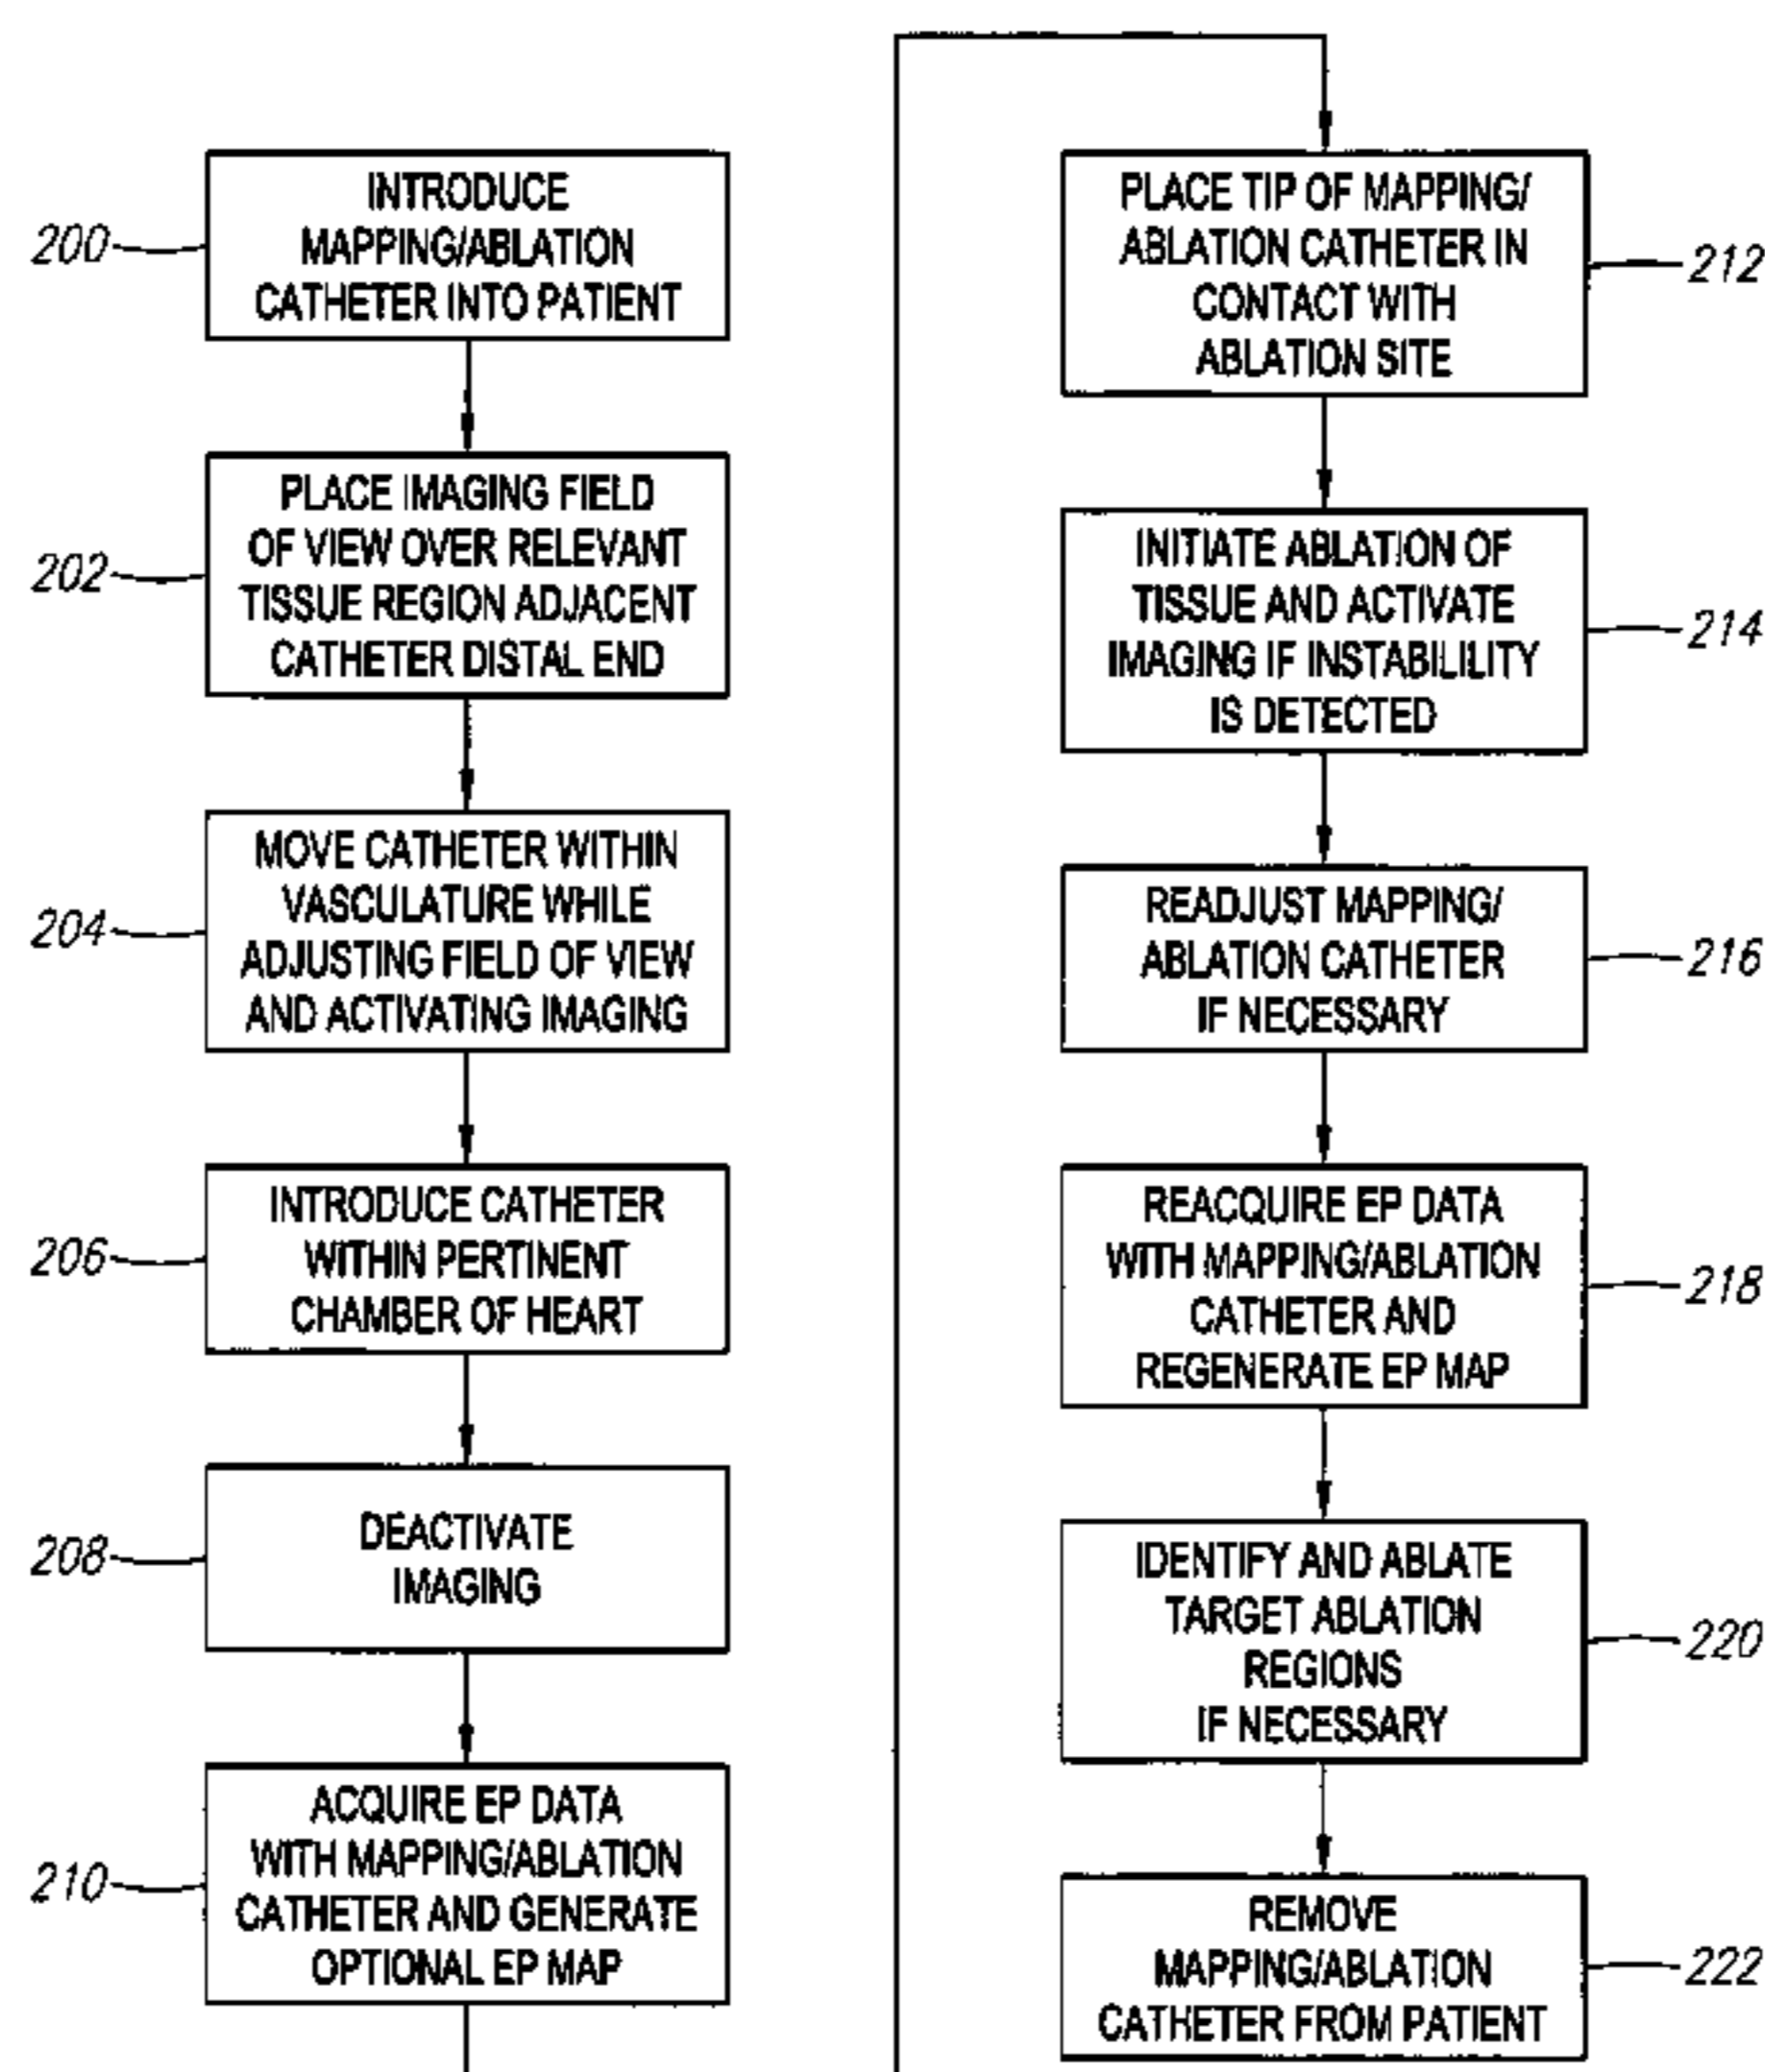 200
INTRODUCE
MAPPING/ABLATION
CATHETER INTO PATIENT
202
PLACE IMAGING FIELD
OF VIEW OVER RELEVANT
TISSUE REGION ADJACENT
CATHETER DISTAL END
204
MOVE CATHETER WITHIN
VASCULATURE WHILE
ADJUSTING FIELD OF VIEW
AND ACTIVATING IMAGING
206
INTRODUCE CATHETER
WITHIN PERTINENT
CHAMBER OF HEART
208
DEACTIVATE
IMAGING
210
ACQUIRE EP DATA
WITH MAPPING/ABLATION
CATHETER AND GENERATE
OPTIONAL EP MAP
PLACE TIP OF MAPPING/
ABLATION CATHETER IN
CONTACT WITH
ABLATION SITE
212
INITIATE ABLATION OF
TISSUE AND ACTIVATE
IMAGING IF INSTABILILITY
IS DETECTED
214
READJUST MAPPING/
ABLATION CATHETER
IF NECESSARY
216
REACQUIRE EP DATA
WITH MAPPING/ABLATION
CATHETER AND
REGENERATE EP MAP
218
IDENTIFY AND ABLATE
TARGET ABLATION
REGIONS
IF NECESSARY
220
REMOVE
MAPPING/ABLATION
CATHETER FROM PATIENT
222